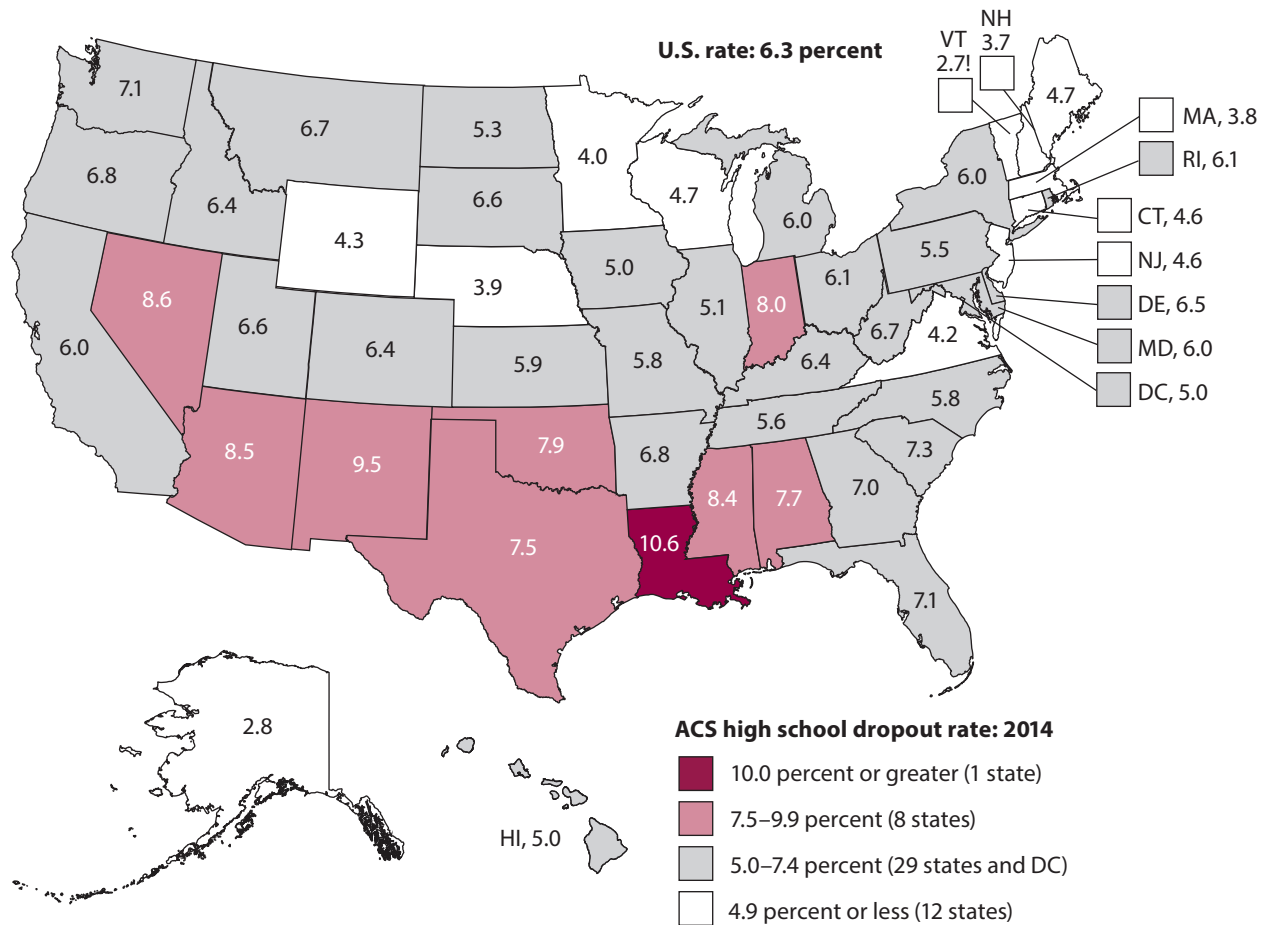 NH
3.7
VT
2.7!
U.S. rate: 6.3 percent
7.1
6.7
5.3
4.0
4.7
MA, 3.8
RI, 6.1
6.8
6.4
6.6
4.7
6.0
6.0
CT, 4.6
4.3
5.0
5.5
NJ, 4.6
8.6
3.9
5.1
8.0
6.1
DE, 6.5
6.0
6.6
6.4
5.9
5.8
6.7
4.2
MD, 6.0
6.4
DC, 5.0
5.8
5.6
8.5
9.5
7.9
6.8
7.3
7.0
8.4
7.7
7.5
10.6
7.1
2.8
HI, 5.0
ACS high school dropout rate: 2014
10.0 percent or greater (1 state)
7.5–9.9 percent (8 states)
5.0–7.4 percent (29 states and DC)
4.9 percent or less (12 states)